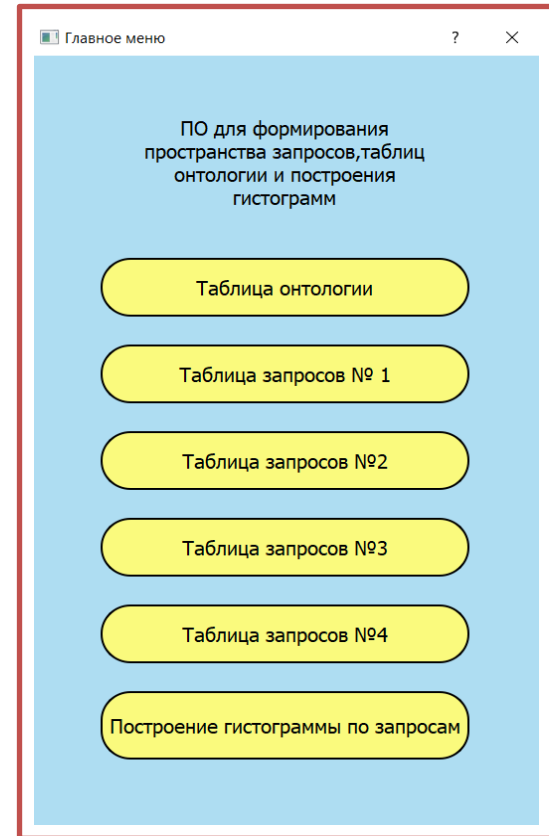 Главное меню
?
ПО для формирования
пространства запросов,таблиц
онтологии и построения
гистограмм
Таблица онтологии
Таблица запросов № 1
Таблица запросов №2
Таблица запросов №3
Таблица запросов №4
Построение гистограммы по запросам